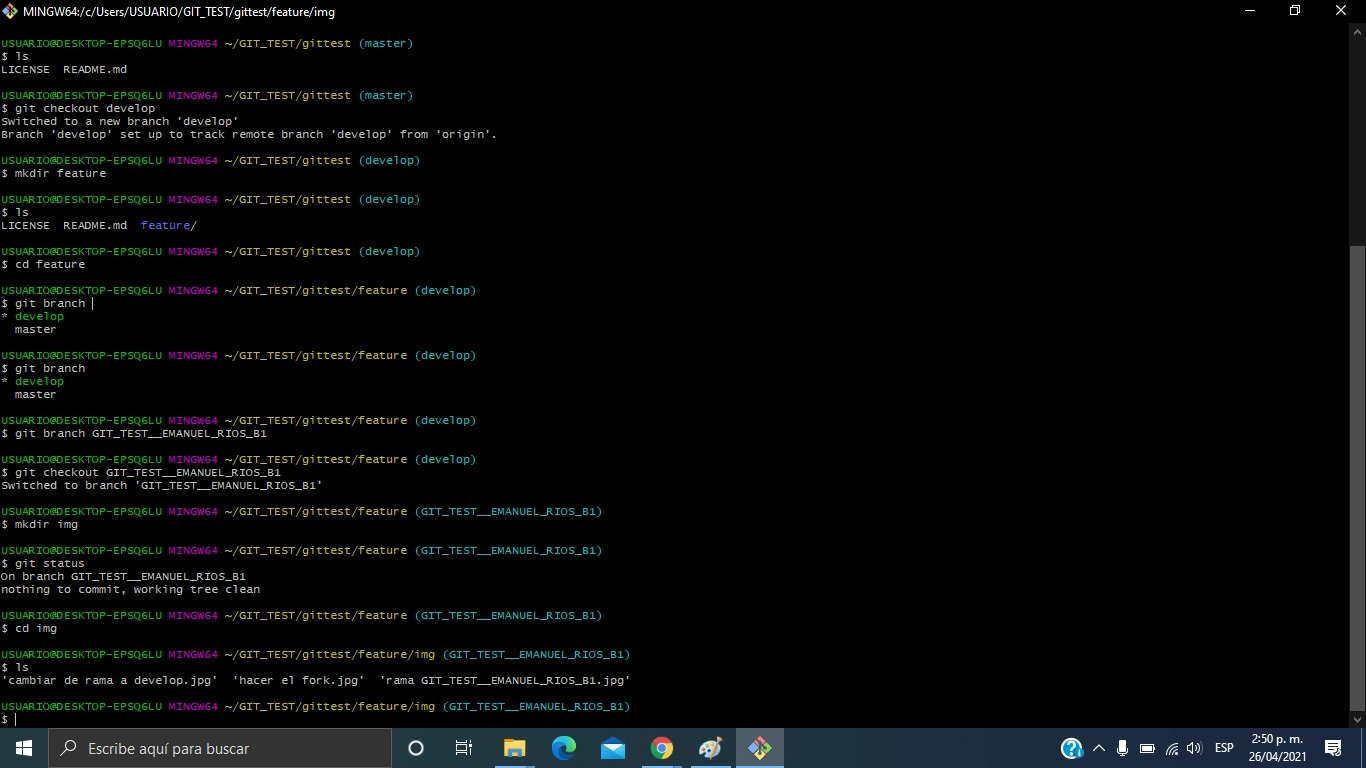 MINGW64:/c/Users/USUARIO/GIT_TEST/gittest/feature/img
USUARIO@DESKTOP-EPSQ6LU MINGW64 ~/GIT_TEST/gittest (master)
$ ls
LICENSE  README.md
USUARIO@DESKTOP-EPSQ6LU MINGW64 ~/GIT_TEST/gittest (master)
$ git checkout develop
Switched to a new branch 'develop'
Branch 'develop' set up to track remote branch 'develop' from 'origin'.
USUARIO@DESKTOP-EPSQ6LU MINGW64 ~/GIT_TEST/gittest (develop)
$ mkdir feature
USUARIO@DESKTOP-EPSQ6LU MINGW64 ~/GIT_TEST/gittest (develop)
$ ls
LICENSE  README.md  feature/
USUARIO@DESKTOP-EPSQ6LU MINGW64 ~/GIT_TEST/gittest (develop)
$ cd feature
USUARIO@DESKTOP-EPSQ6LU MINGW64 ~/GIT_TEST/gittest/feature (develop)
$ git branch
* develop
  master
USUARIO@DESKTOP-EPSQ6LU MINGW64 ~/GIT_TEST/gittest/feature (develop)
$ git branch
* develop
  master
USUARIO@DESKTOP-EPSQ6LU MINGW64 ~/GIT_TEST/gittest/feature (develop)
$ git branch GIT_TEST__EMANUEL_RIOS_B1
USUARIO@DESKTOP-EPSQ6LU MINGW64 ~/GIT_TEST/gittest/feature (develop)
$ git checkout GIT_TEST__EMANUEL_RIOS_B1
Switched to branch 'GIT_TEST__EMANUEL_RIOS_B1'
USUARIO@DESKTOP-EPSQ6LU MINGW64 ~/GIT_TEST/gittest/feature (GIT_TEST__EMANUEL_RIOS_B1)
$ mkdir img
USUARIO@DESKTOP-EPSQ6LU MINGW64 ~/GIT_TEST/gittest/feature (GIT_TEST__EMANUEL_RIOS_B1)
$ git status
On branch GIT_TEST__EMANUEL_RIOS_B1
nothing to commit, working tree clean
USUARIO@DESKTOP-EPSQ6LU MINGW64 ~/GIT_TEST/gittest/feature (GIT_TEST__EMANUEL_RIOS_B1)
$ cd img
USUARIO@DESKTOP-EPSQ6LU MINGW64 ~/GIT_TEST/gittest/feature/img (GIT_TEST__EMANUEL_RIOS_B1)
$ ls
'cambiar de rama a develop.jpg'  'hacer el fork.jpg'  'rama GIT_TEST__EMANUEL_RIOS_B1.jpg'
USUARIO@DESKTOP-EPSQ6LU MINGW64 ~/GIT_TEST/gittest/feature/img (GIT_TEST__EMANUEL_RIOS_B1)
$
Escribe aquí para buscar
ESP
2:50 p. m.
26/04/2021